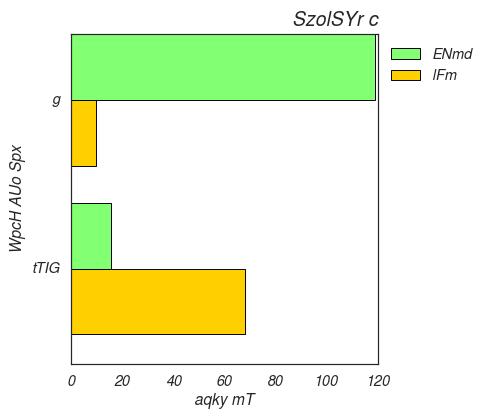 SzolSYr c
ENmd
IFm
g
tTIG
WpcH AUo Spx
0 20 40 60 80 100 120
aqky mT